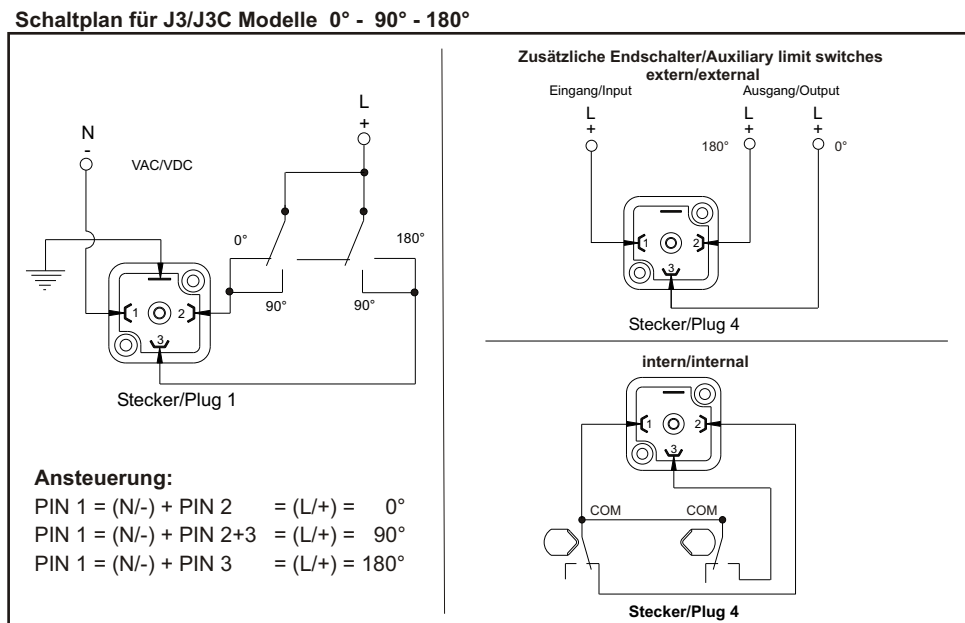 Schaltplan für J3/J3C Modelle 0° - 90° - 180°
N
-
VAC/VDC
L
+
0°
180°
90°
90°
1
2
3
Stecker/Plug 1
Ansteuerung:
PIN 1 = (N/-) + PIN 2 = (L/+) = 0°
PIN 1 = (N/-) + PIN 2+3 = (L/+) = 90°
PIN 1 = (N/-) + PIN 3 = (L/+) = 180°
Zusätzliche Endschalter/Auxiliary limit switches
extern/external
Eingang/Input
Ausgang/Output
L
+
L
+
L
+
180°
0°
1
2
3
Stecker/Plug 4
intern/internal
1
2
3
COM
COM
Stecker/Plug 4